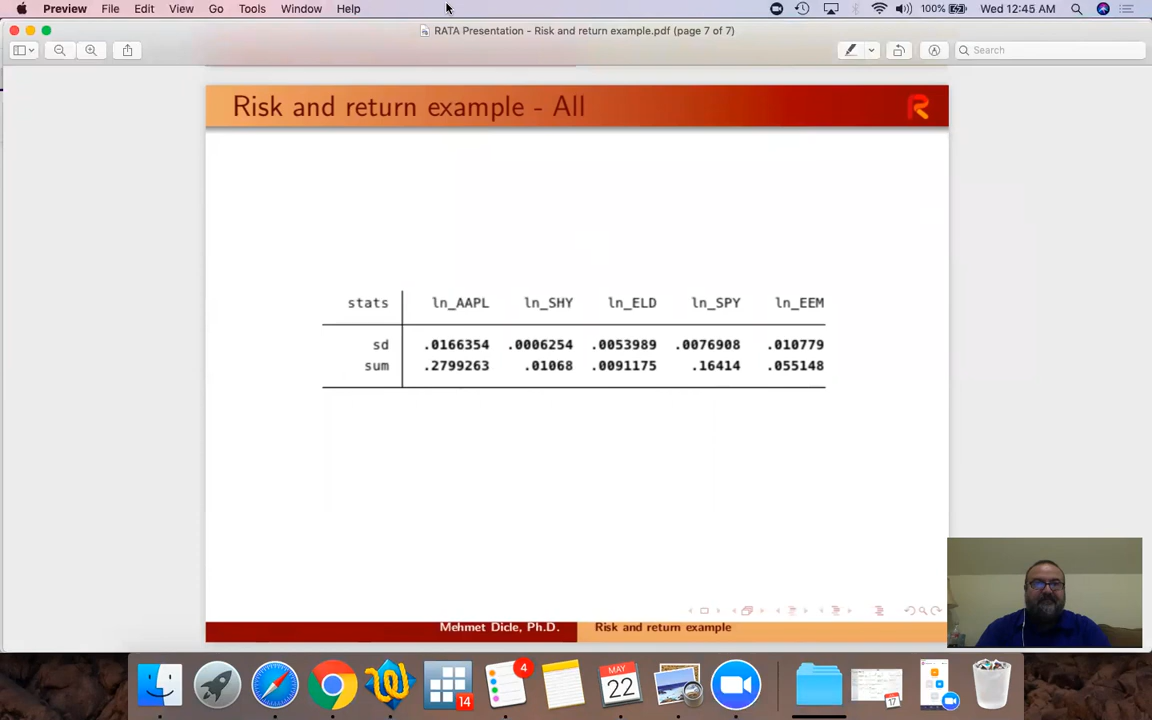 Preview File Edit View Go Tools Window Help 100% Wed 12:45 AM
RATA Presentation - Risk and return example.pdf (page 7 of 7)
Search
Risk and return example - All
R
stats ln_AAPL ln_SHY ln_ELD ln_SPY ln_EEM
sd .0166354 .0006254 .0053989 .0076908 .010779
sum .2799263 .01068 .0091175 .16414 .055148
Mehmet Dicle, Ph.D. Risk and return example
4
14
MAY
22
17